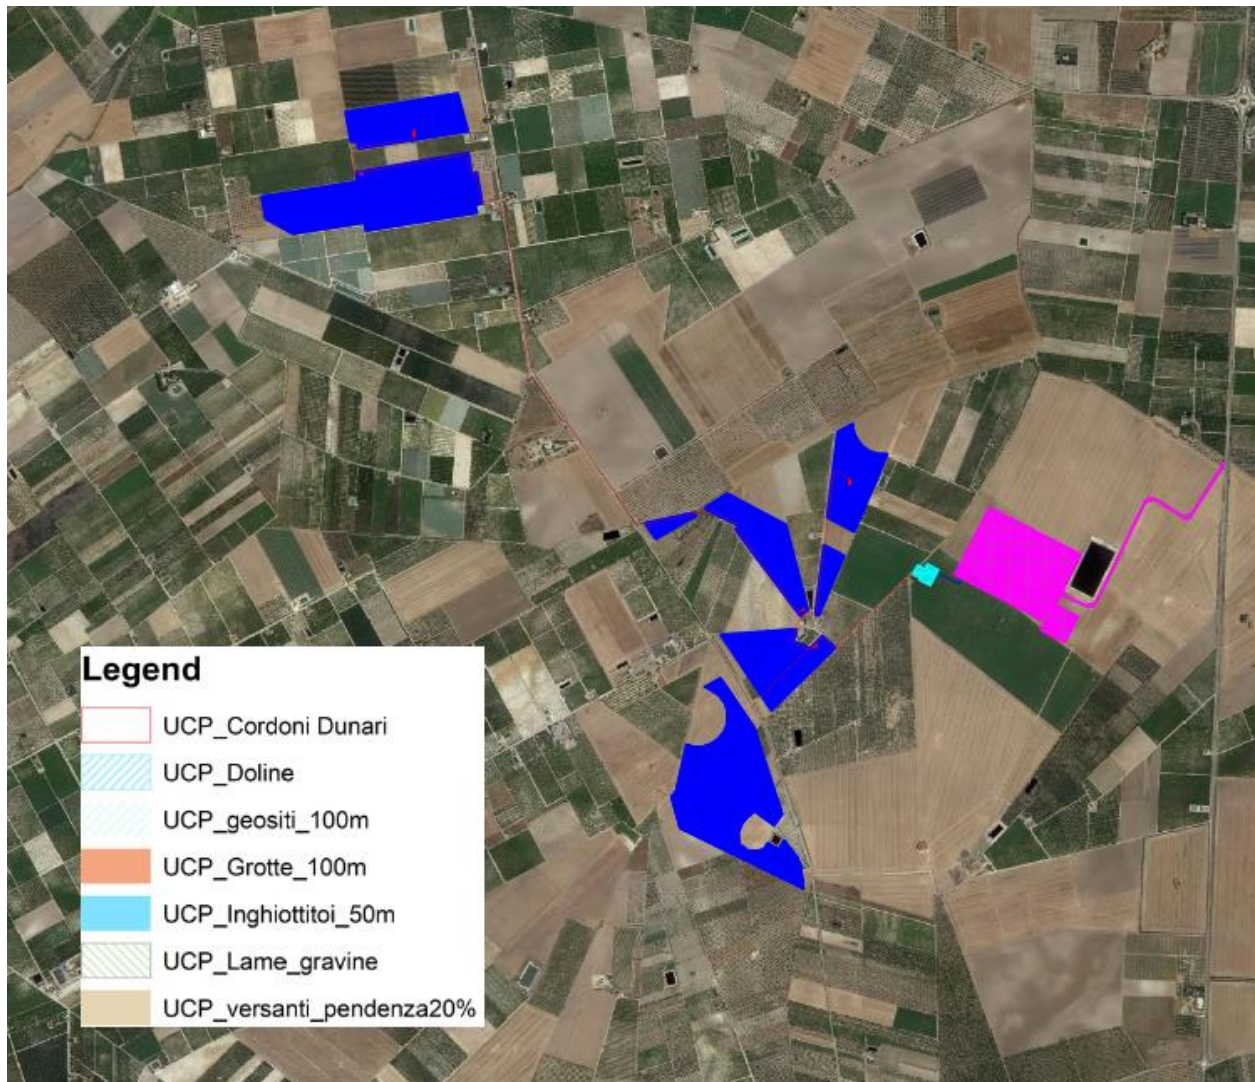 Legend
UCP_Cordoni Dunari
UCP_Doline
UCP_geositi_100m
UCP_Grotte_100m
UCP_Inghiottitoi_50m
UCP_Lame_gravine
UCP_versanti_pendenza20%